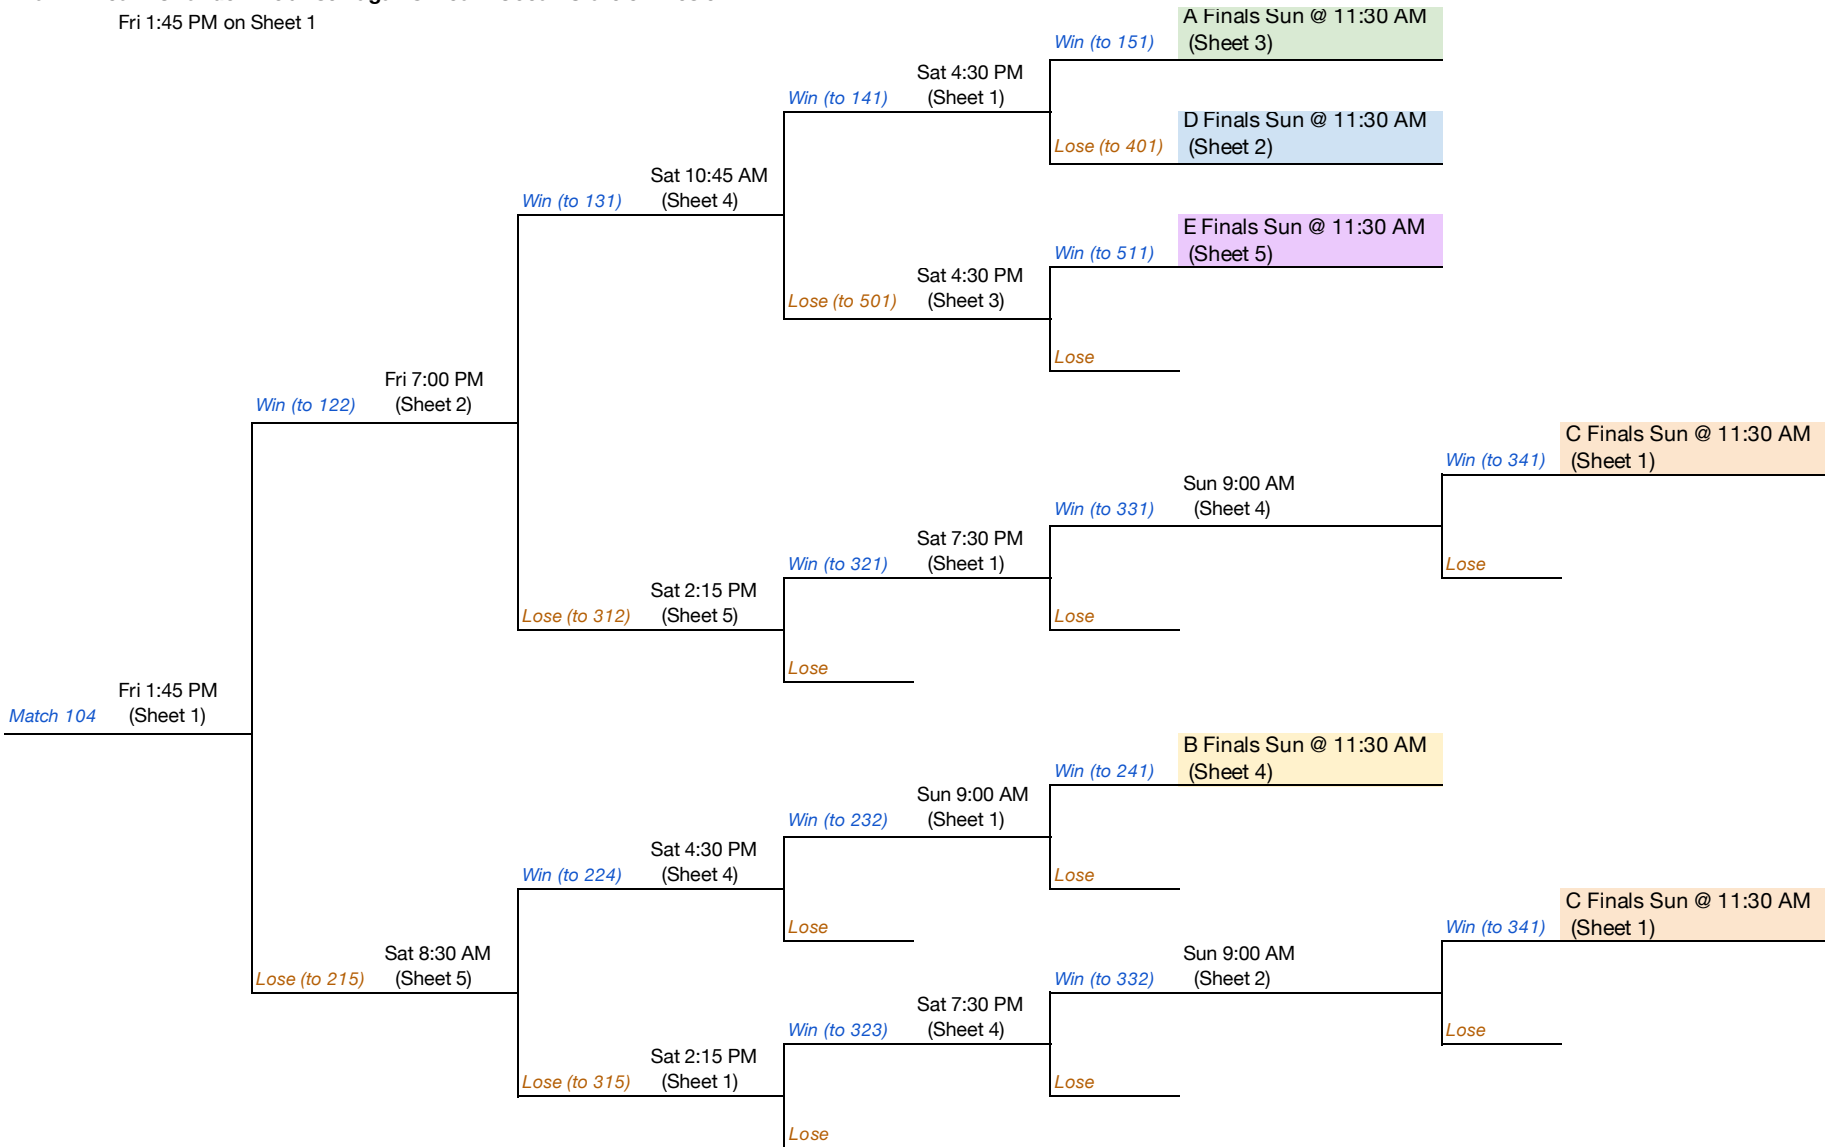 Fri 1:45 PM on Sheet 1
A Finals Sun @ 11:30 AM
Win (to 151) (Sheet 3)
Sat 4:30 PM
Win (to 141) (Sheet 1)
D Finals Sun @ 11:30 AM
Lose (to 401) (Sheet 2)
Sat 10:45 AM
Win (to 131) (Sheet 4)
E Finals Sun @ 11:30 AM
Win (to 511) (Sheet 5)
Sat 4:30 PM
Lose (to 501) (Sheet 3)
Lose
Fri 7:00 PM
Win (to 122) (Sheet 2)
C Finals Sun @ 11:30 AM
Win (to 341) (Sheet 1)
Sun 9:00 AM
Win (to 331) (Sheet 4)
Sat 7:30 PM
Win (to 321) (Sheet 1)
Lose
Sat 2:15 PM
Lose (to 312) (Sheet 5)
Lose
Lose
Fri 1:45 PM
Match 104 (Sheet 1)
B Finals Sun @ 11:30 AM
Win (to 241) (Sheet 4)
Sun 9:00 AM
Win (to 232) (Sheet 1)
Sat 4:30 PM
Win (to 224) (Sheet 4)
Lose
C Finals Sun @ 11:30 AM
Win (to 341) (Sheet 1)
Lose
Sat 8:30 AM
Lose (to 215) (Sheet 5)
Sun 9:00 AM
Win (to 332) (Sheet 2)
Sat 7:30 PM
Win (to 323) (Sheet 4)
Lose
Sat 2:15 PM
Lose (to 315) (Sheet 1)
Lose
Lose